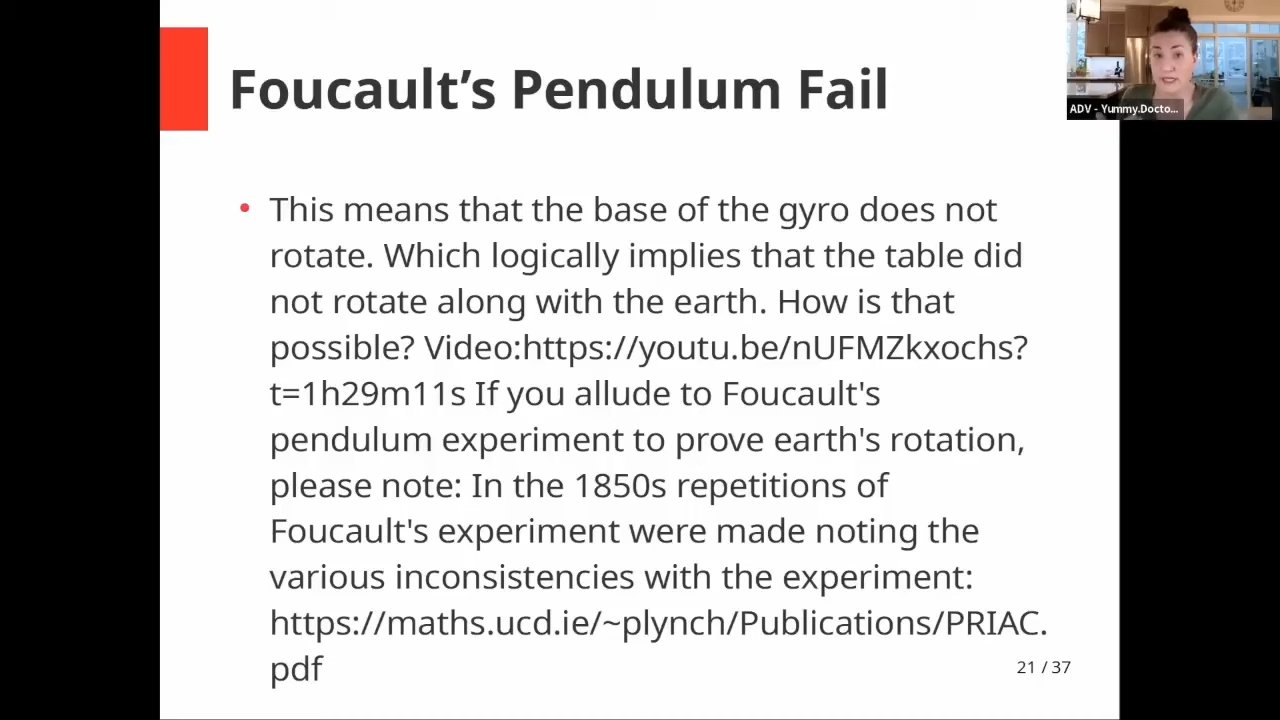 Foucault’s Pendulum Fail
ADV - Yummy.Docto...
• This means that the base of the gyro does not
rotate. Which logically implies that the table did
not rotate along with the earth. How is that
possible? Video:https://youtu.be/nUFMZkxochs?
t=1h29m11s If you allude to Foucault's
pendulum experiment to prove earth's rotation,
please note: In the 1850s repetitions of
Foucault's experiment were made noting the
various inconsistencies with the experiment:
https://maths.ucd.ie/~plynch/Publications/PRIAC.
pdf
21 / 37